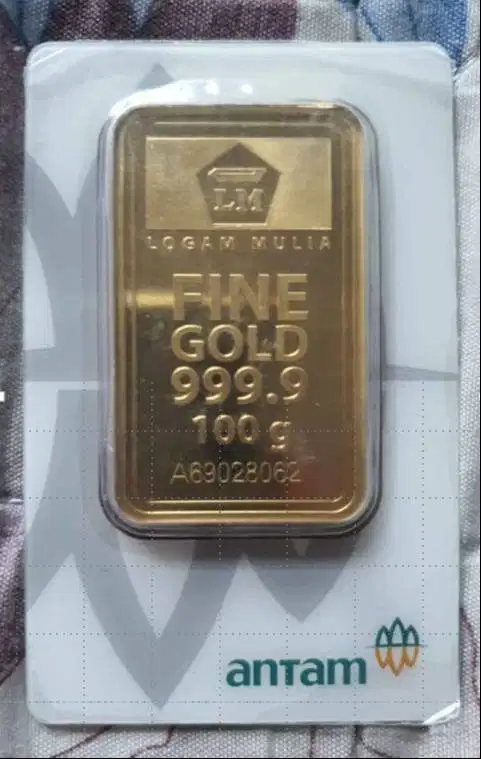 LM
LOGAM MULIA
FINE
GOLD
999.9
100 g
A69028062
antam